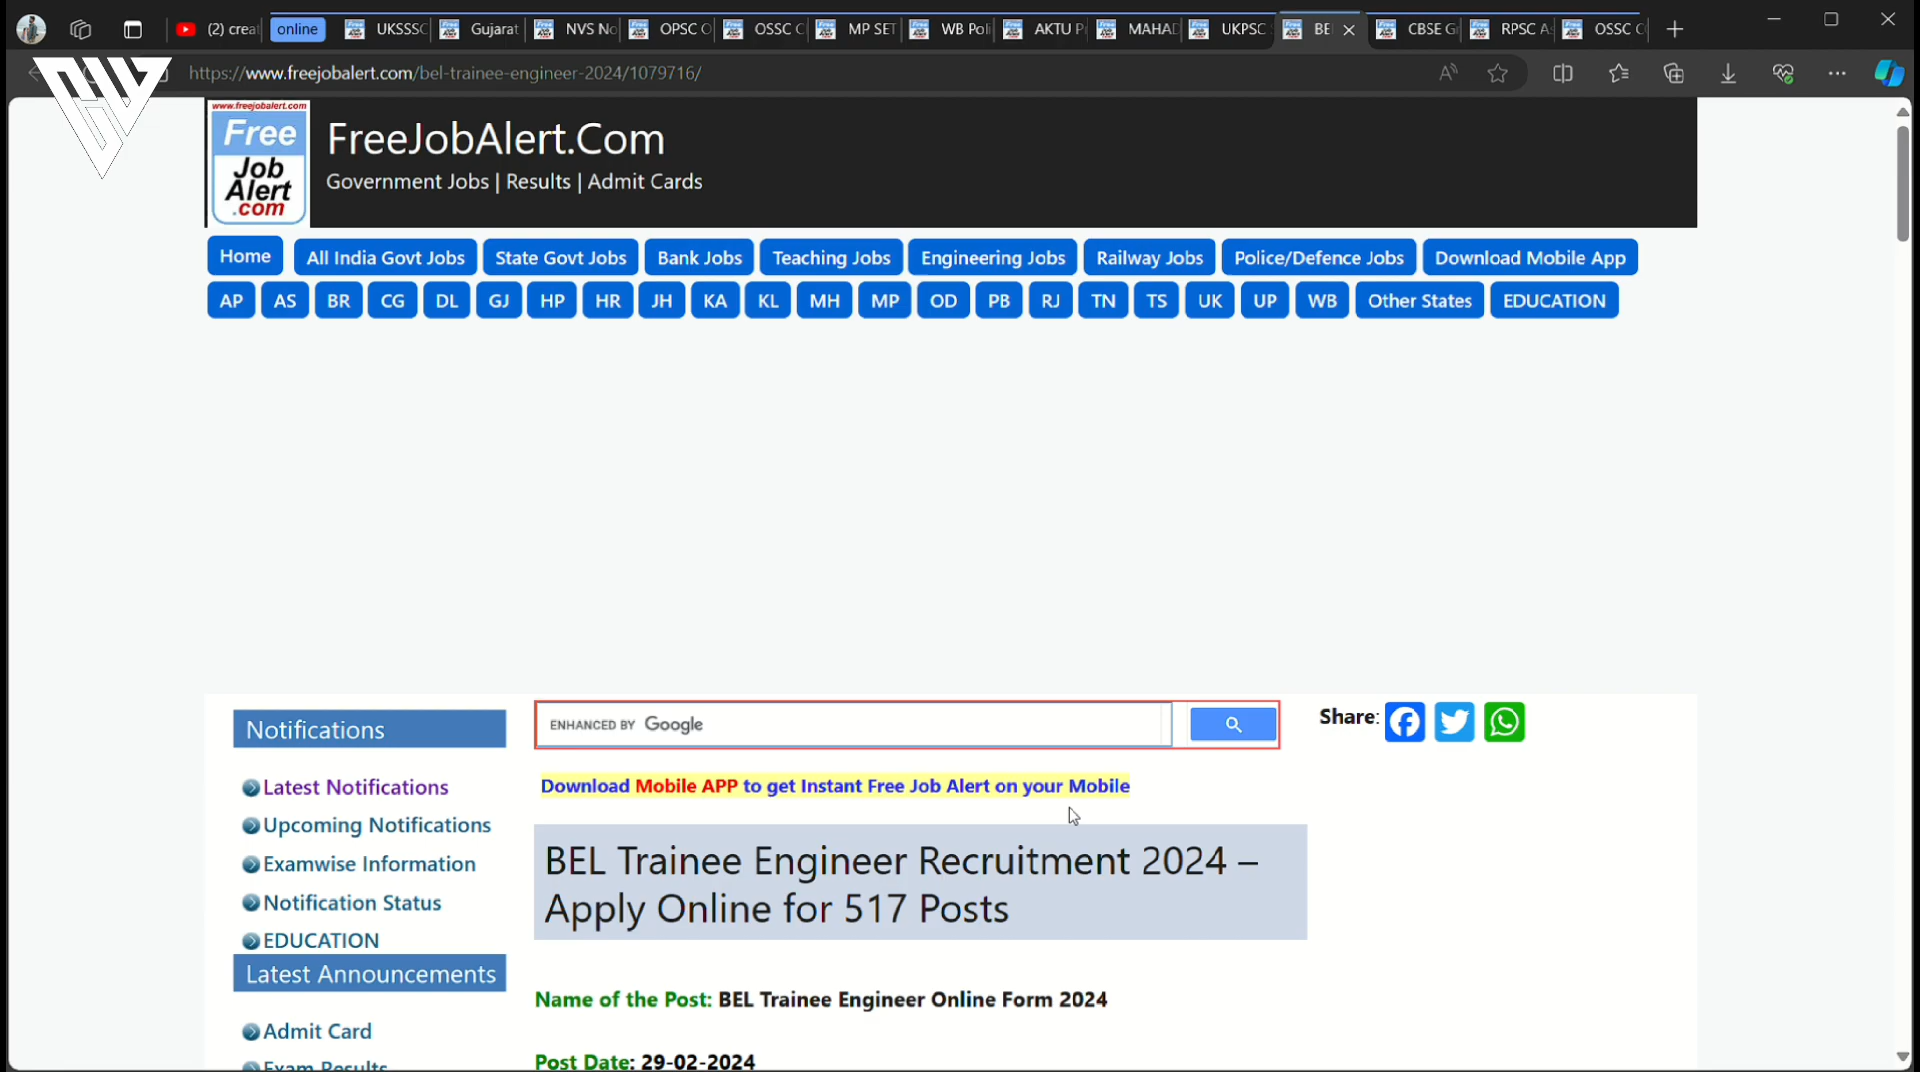 (2) crea
online
UKSSSC
Gujarat
NVS No
OPSC O
OSSC C
MP SET
WB Poli
AKTU P
MAHAD
UKPSC
BE
CBSE G
RPSC As
OSSC C
https://www.freejobalert.com/bel-trainee-engineer-2024/1079716/
www.freejobalert.com
Free
Job
Alert
.com
FreeJobAlert.Com
Government Jobs | Results | Admit Cards
Home All India Govt Jobs State Govt Jobs Bank Jobs Teaching Jobs Engineering Jobs Railway Jobs Police/Defence Jobs Download Mobile App
AP AS BR CG DL GJ HP HR JH KA KL MH MP OD PB RJ TN TS UK UP WB Other States EDUCATION
Notifications
Latest Notifications
Upcoming Notifications
Examwise Information
Notification Status
EDUCATION
Latest Announcements
Admit Card
Exam Results
ENHANCED BY Google
Share:
Download Mobile APP to get Instant Free Job Alert on your Mobile
BEL Trainee Engineer Recruitment 2024 –
Apply Online for 517 Posts
Name of the Post: BEL Trainee Engineer Online Form 2024
Post Date: 29-02-2024